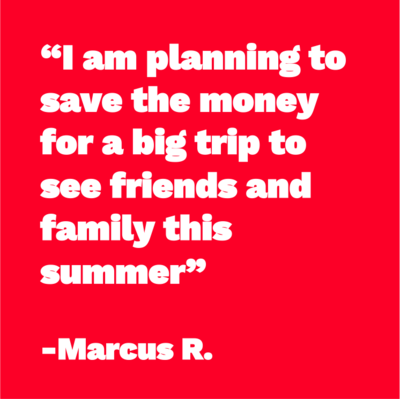 “I am planning to
save the money
for a big trip to
see friends and
family this
summer”
-Marcus R.